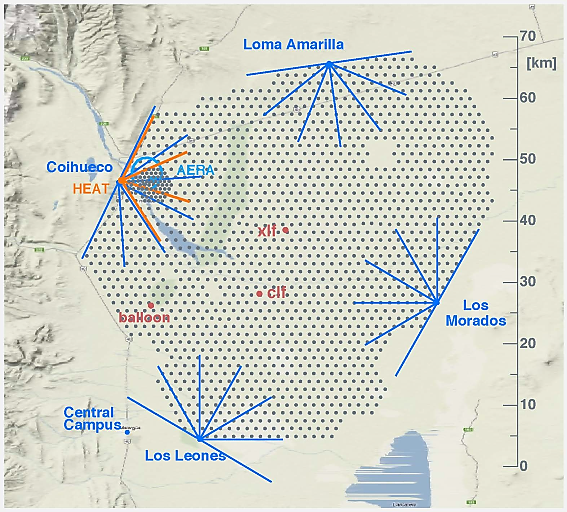 Loma Amarilla
70
[km]
60
Coihueco
AERA
50
HEAT
40
xlf
30
clf
balloon
Los
Morados
20
10
Central
Campus
Los Leones
0